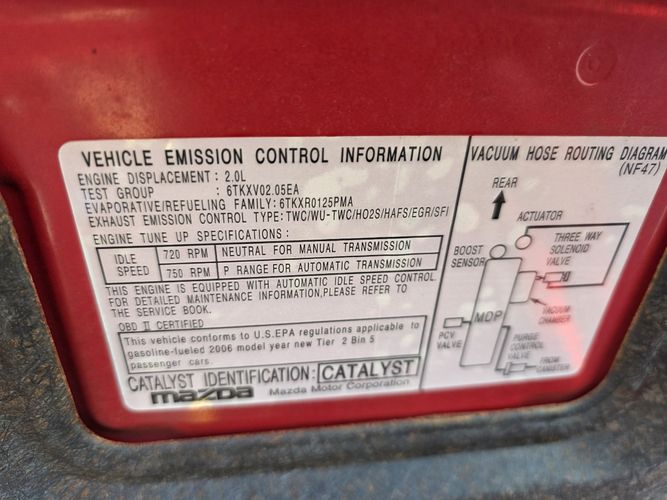 VEHICLE EMISSION CONTROL INFORMATION
ENGINE DISPLACEMENT : 2.0L
TEST GROUP : 6TKXV02.05EA
EVAPORATIVE/REFUELING FAMILY: 6TKXR0125PMA
EXHAUST EMISSION CONTROL TYPE: TWC/WU-TWC/HO2S/HAFS/EGR/SFI
ENGINE TUNE UP SPECIFICATIONS :
IDLE SPEED
720 RPM NEUTRAL FOR MANUAL TRANSMISSION
750 RPM P RANGE FOR AUTOMATIC TRANSMISSION
THIS ENGINE IS EQUIPPED WITH AUTOMATIC IDLE SPEED CONTROL.
FOR DETAILED MAINTENANCE INFORMATION,PLEASE REFER TO
THE SERVICE BOOK.
OBD II CERTIFIED
This vehicle conforms to U.S.EPA regulations applicable to
gasoline-fueled 2006 model year new Tier 2 Bin 5
passenger cars.
CATALYST IDENTIFICATION: CATALYST
mazda Mazda Motor Corporation
VACUUM HOSE ROUTING DIAGRAM
(NF47)
REAR
ACTUATOR
THREE WAY
SOLENOID
VALVE
BOOST
SENSOR
VACUUM
CHAMBER
MDP
PCV
VALVE
PURGE
CONTROL
VALVE
FROM
CANISTER